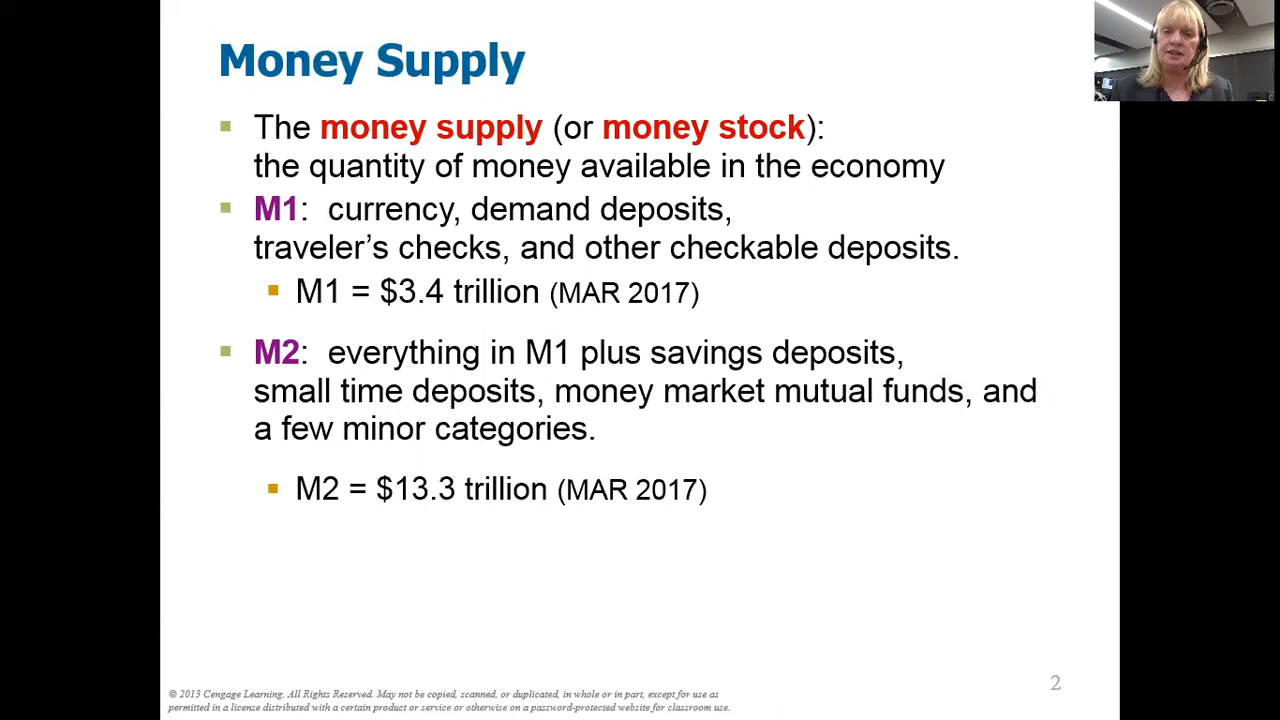 Money Supply
The money supply (or money stock):
the quantity of money available in the economy
M1: currency, demand deposits,
traveler’s checks, and other checkable deposits.
M1 = $3.4 trillion (MAR 2017)
M2: everything in M1 plus savings deposits,
small time deposits, money market mutual funds, and
a few minor categories.
M2 = $13.3 trillion (MAR 2017)
© 2013 Cengage Learning. All Rights Reserved. May not be copied, scanned, or duplicated, in whole or in part, except for use as
permitted in a license distributed with a certain product or service or otherwise on a password-protected website for classroom use.
2